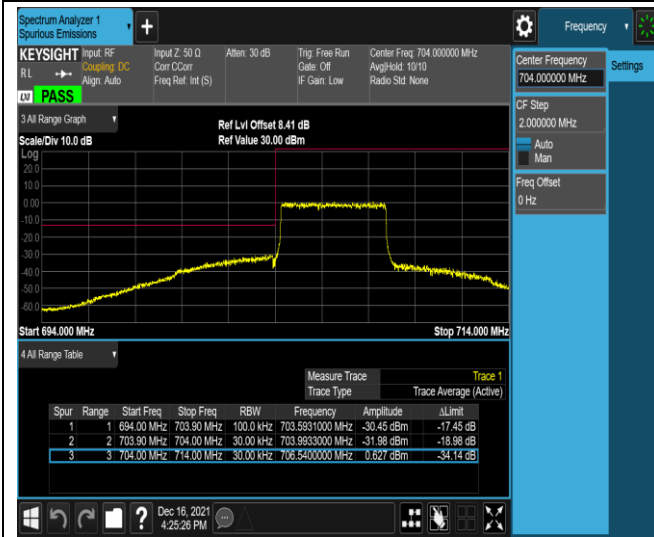 Spectrum Analyzer 1
Spurious Emissions
Frequency
KEYSIGHT Input: RF Input Z: 50 Ω Atten: 30 dB Trig: Free Run Center Freq: 704.000000 MHz
RL Coupling: DC Corr CCorr Gate: Off Avg|Hold: 10/10
Align: Auto Freq Ref: Int (S) IF Gain: Low Radio Std: None
PASS
Center Frequency
704.000000 MHz
Settings
CF Step
2.000000 MHz
Auto
Man
Freq Offset
0 Hz
3 All Range Graph
Ref Lvl Offset 8.41 dB
Scale/Div 10.0 dB Ref Value 30.00 dBm
Log
20.0
10.0
0.00
-10.0
-20.0
-30.0
-40.0
-50.0
-60.0
Start 694.000 MHz Stop 714.000 MHz
4 All Range Table
Measure Trace Trace 1
Trace Type Trace Average (Active)
Spur Range Start Freq Stop Freq RBW Frequency Amplitude ΔLimit
1 1 694.00 MHz 703.90 MHz 100.0 kHz 703.5931000 MHz -30.45 dBm -17.45 dB
2 2 703.90 MHz 704.00 MHz 30.00 kHz 703.9933000 MHz -31.98 dBm -18.98 dB
3 3 704.00 MHz 714.00 MHz 30.00 kHz 706.5400000 MHz 0.627 dBm -34.14 dB
Dec 16, 2021
4:25:26 PM